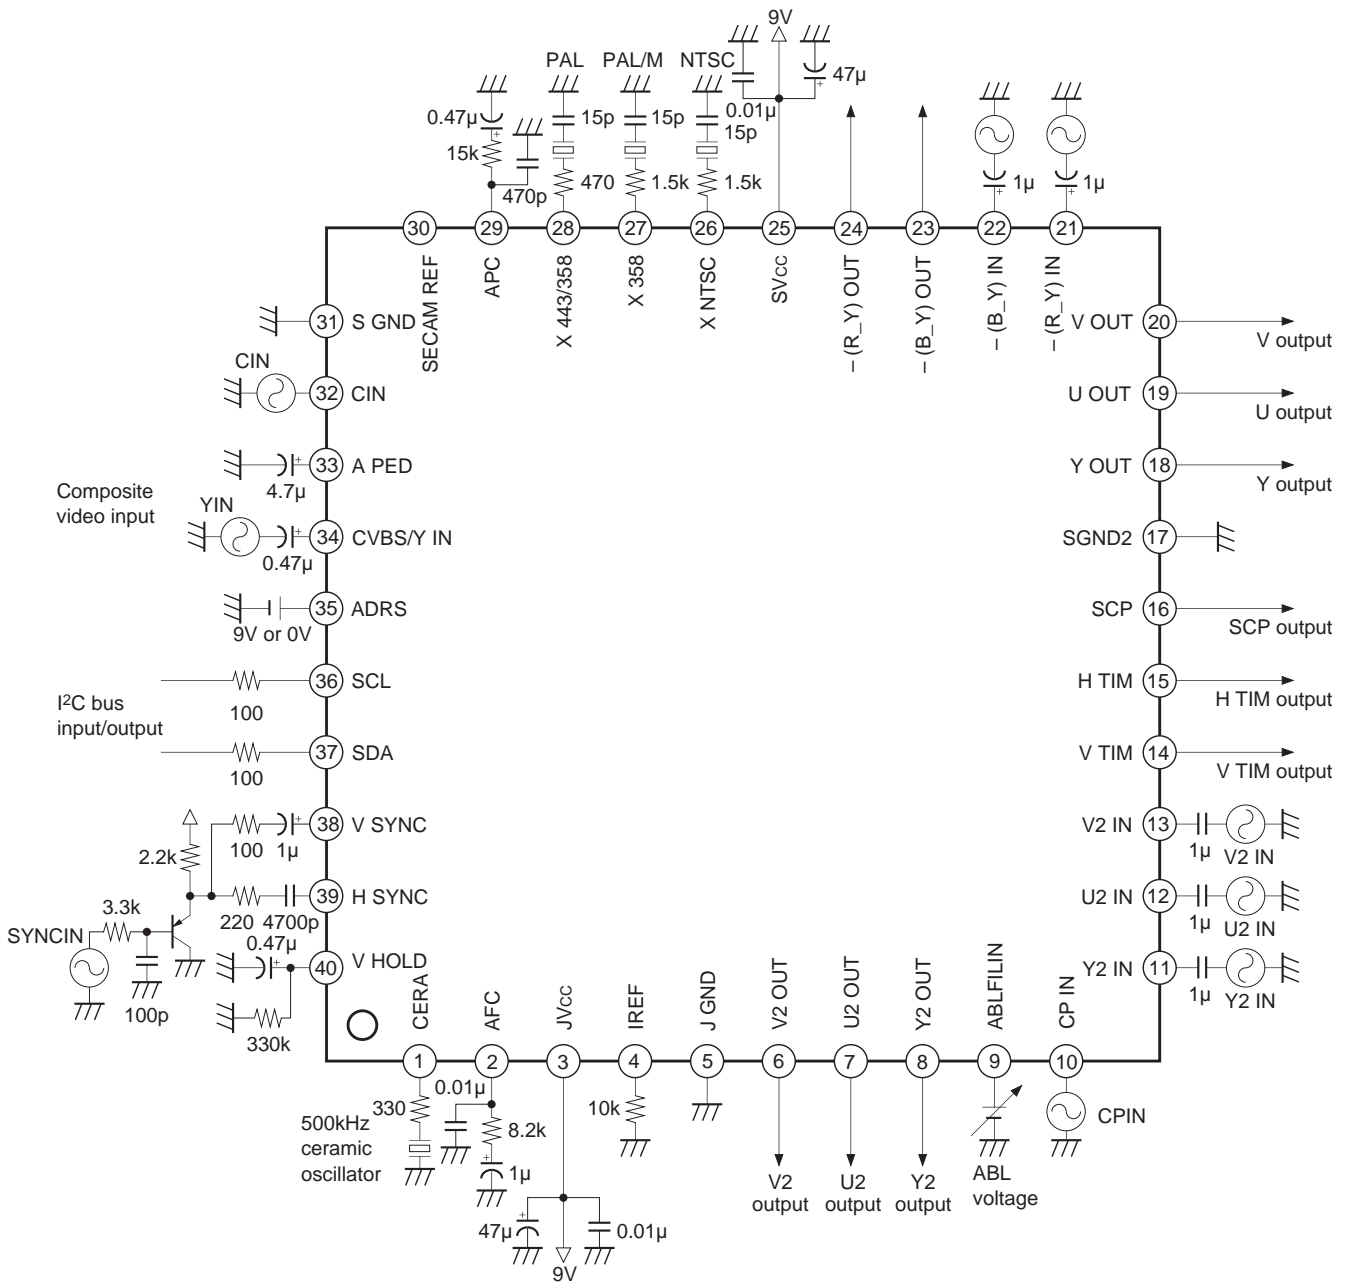 9V
PAL
PAL/M
NTSC
47µ
0.47µ
15p
15p
0.01µ
15p
15k
470p
470
1.5k
1.5k
1µ
1µ
30
29
28
27
26
25
24
23
22
21
SECAM REF
APC
X 443/358
X 358
X NTSC
SVCC
– (R_Y) OUT
– (B_Y) OUT
– (B_Y) IN
– (R_Y) IN
31
S GND
V OUT
20
V output
CIN
32
CIN
U OUT
19
U output
33
A PED
4.7µ
Y OUT
18
Y output
Composite
video input
YIN
34
CVBS/Y IN
0.47µ
SGND2
17
35
ADRS
9V or 0V
SCP
16
SCP output
I²C bus
input/output
36
SCL
100
H TIM
15
H TIM output
37
SDA
100
V TIM
14
V TIM output
38
V SYNC
100
1µ
2.2k
V2 IN
13
1µ
V2 IN
39
H SYNC
220
4700p
3.3k
SYNCIN
U2 IN
12
1µ
U2 IN
0.47µ
40
V HOLD
100p
330k
Y2 IN
11
1µ
Y2 IN
CERA
AFC
JVCC
IREF
J GND
V2 OUT
U2 OUT
Y2 OUT
ABLFILIN
CP IN
1
2
3
4
5
6
7
8
9
10
0.01µ
330
500kHz
ceramic
oscillator
8.2k
1µ
10k
CPIN
V2
output
U2
output
Y2
output
ABL
voltage
47µ
0.01µ
9V